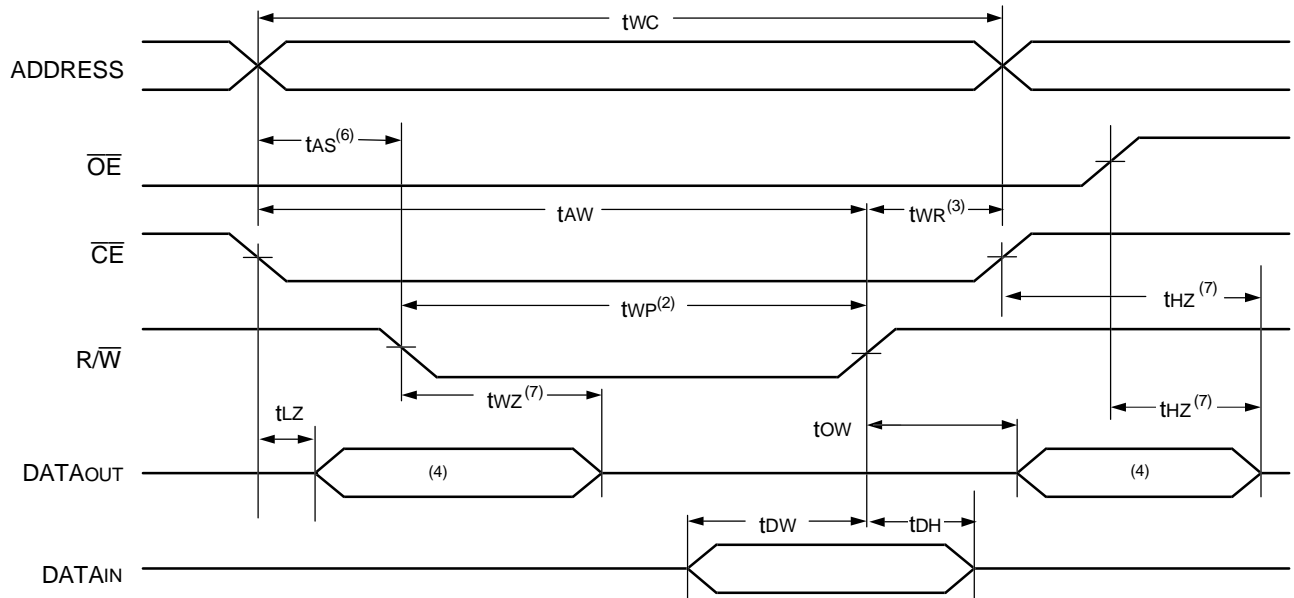 tWC
ADDRESS
tAS(6)
OE
tAW
tWR(3)
CE
tWP(2)
tHZ(7)
R/W
tWZ(7)
tLZ
tOW
tHZ(7)
DATAOUT
(4)
(4)
tDW
tDH
DATAIN